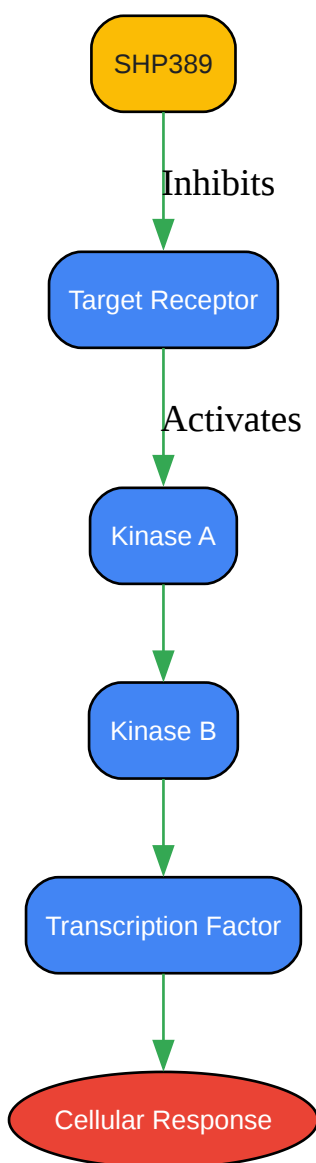 SHP389
Inhibits
Target Receptor
Activates
Kinase A
Kinase B
Transcription Factor
Cellular Response